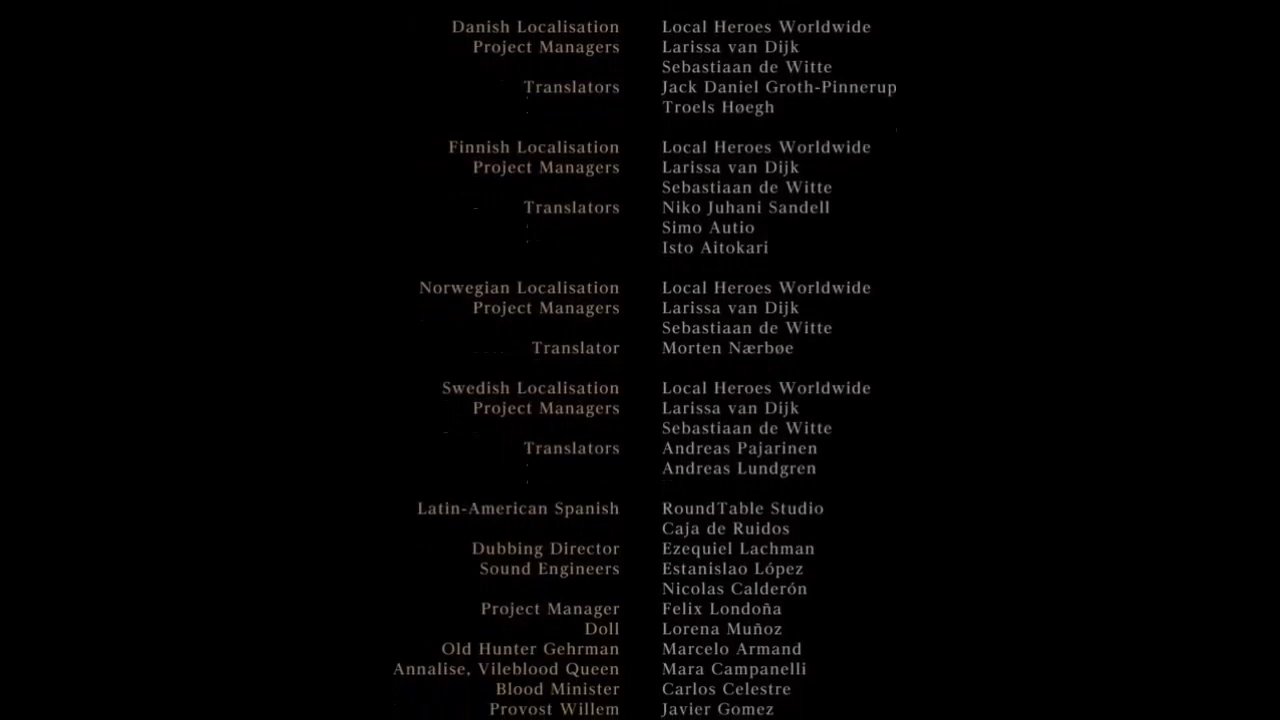 Danish Localisation Local Heroes Worldwide
Project Managers Larissa van Dijk
Sebastiaan de Witte
Translators Jack Daniel Groth-Pinnerup
Troels Høegh
Finnish Localisation Local Heroes Worldwide
Project Managers Larissa van Dijk
Sebastiaan de Witte
Translators Niko Juhani Sandell
Simo Autio
Isto Aitokari
Norwegian Localisation Local Heroes Worldwide
Project Managers Larissa van Dijk
Sebastiaan de Witte
Translator Morten Nærbøe
Swedish Localisation Local Heroes Worldwide
Project Managers Larissa van Dijk
Sebastiaan de Witte
Translators Andreas Pajarinen
Andreas Lundgren
Latin-American Spanish RoundTable Studio
Caja de Ruidos
Dubbing Director Ezequiel Lachman
Sound Engineers Estanislao López
Nicolas Calderón
Project Manager Felix Londoña
Doll Lorena Muñoz
Old Hunter Gehrman Marcelo Armand
Annalise, Vileblood Queen Mara Campanelli
Blood Minister Carlos Celestre
Provost Willem Javier Gomez